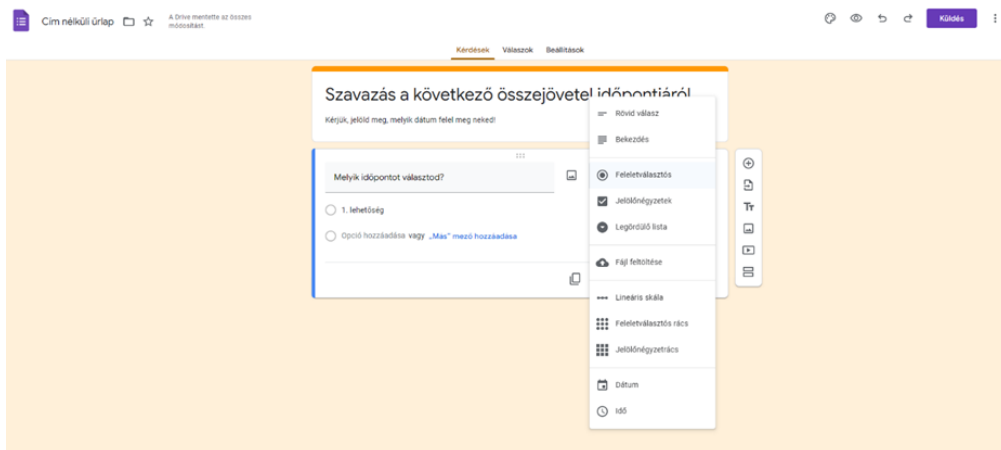 Cím nélküli űrlap
A Drive mentette az összes
módosítást.
Küldés
Kérdések Válaszok Beállítások
Szavazás a következő összejövetel időpontjáról
Kérjük, jelöld meg, melyik dátum felel meg neked!
Melyik időpontot választod?
1. lehetőség
Opció hozzáadása vagy „Más" mező hozzáadása
Rövid válasz
Bekezdés
Feleletválasztós
Jelölőnégyzetek
Legördülő lista
Fájl feltöltése
Lineáris skála
Feleletválasztós rács
Jelölőnégyzetrács
Dátum
Idő
Tт